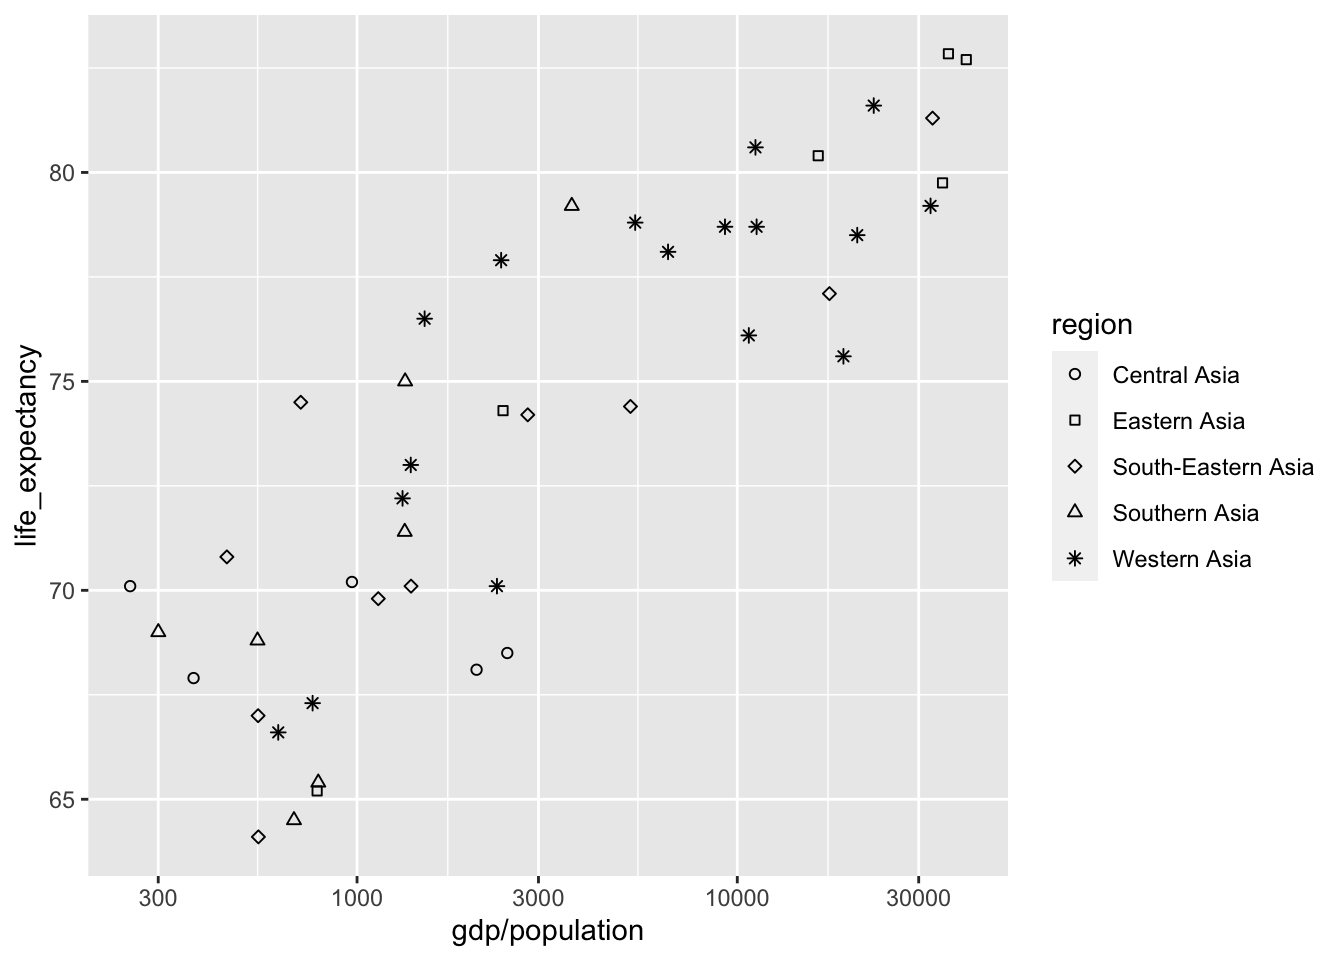 80
75
70
65
life_expectancy
300 1000 3000 10000 30000
gdp/population
region
Central Asia
Eastern Asia
South-Eastern Asia
Southern Asia
Western Asia